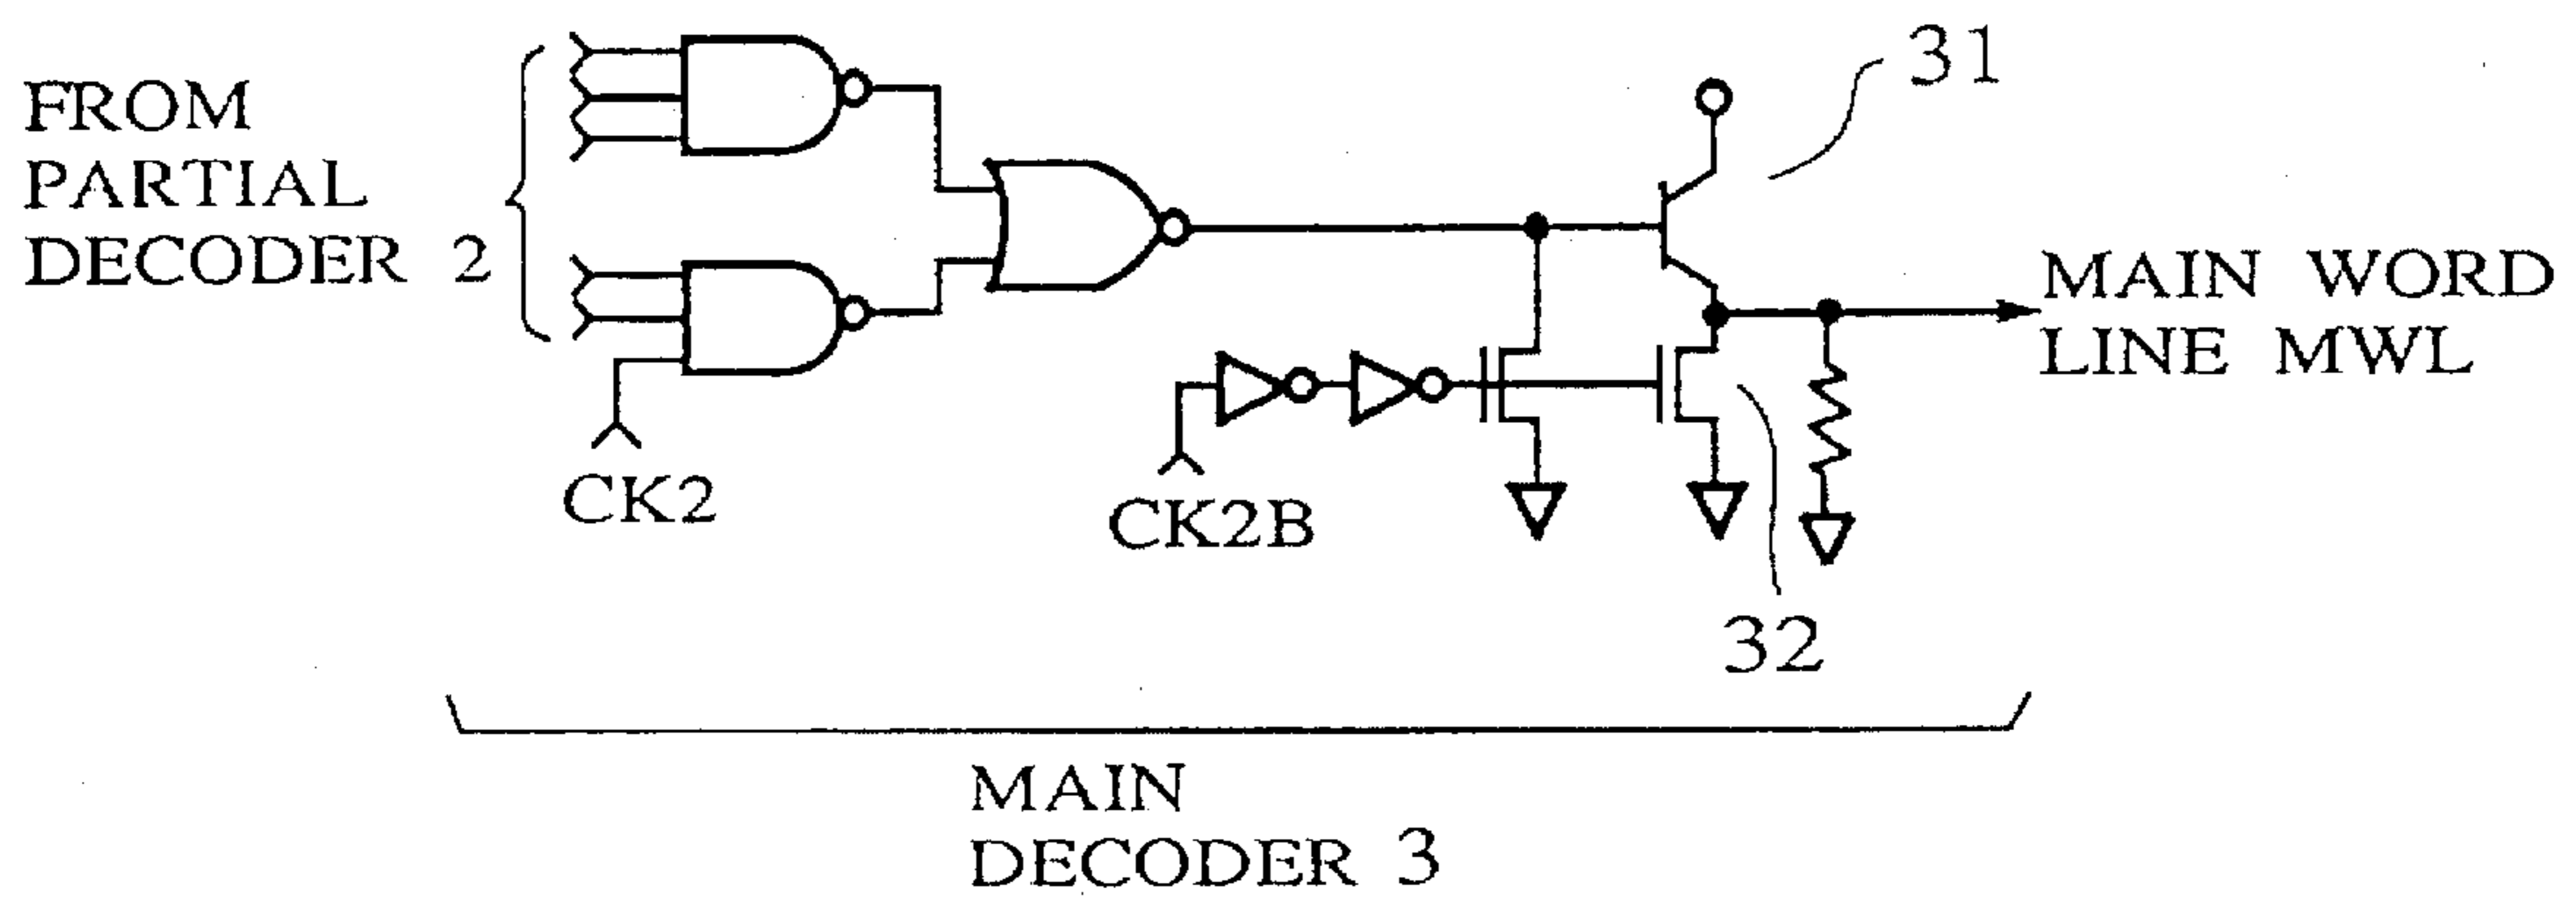 FROM
PARTIAL
DECODER 2
CK2
CK2B
31
32
MAIN WORD
LINE MWL
MAIN
DECODER 3